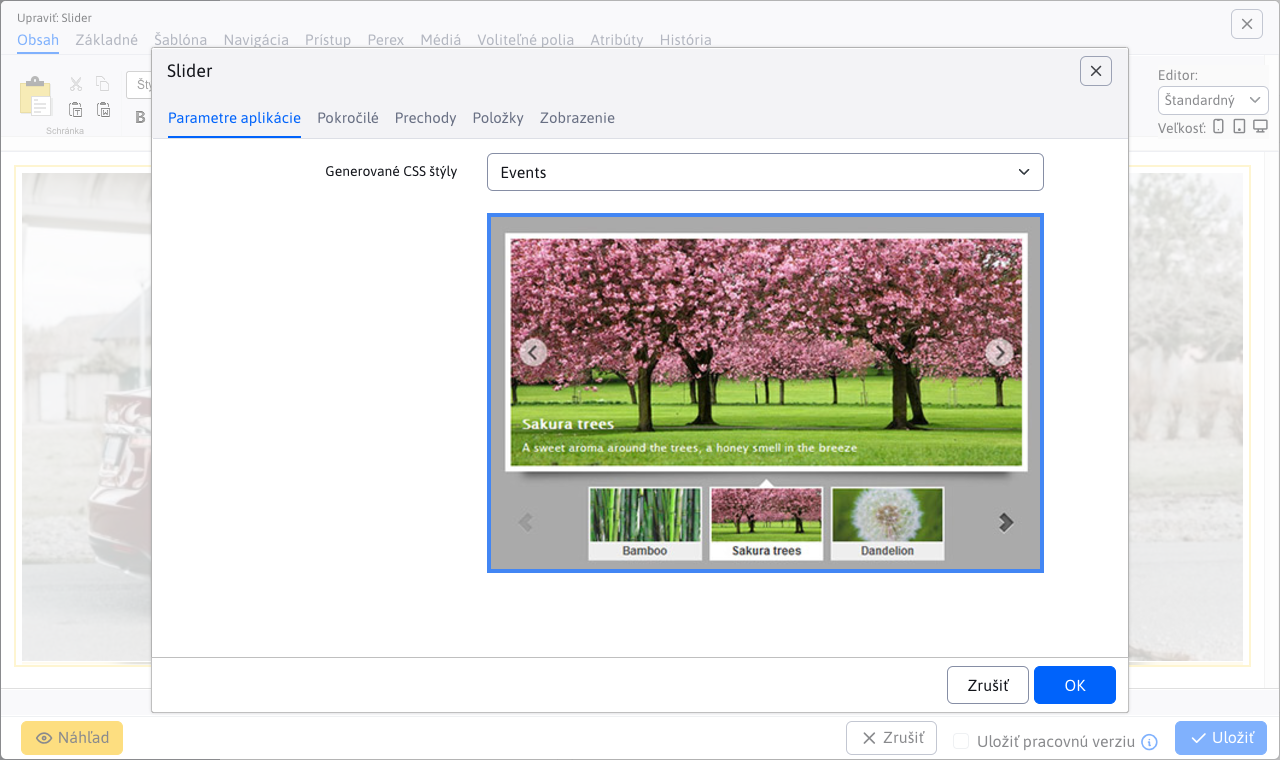 Upraviť: Slider
Obsah Základné Šablóna Navigácia Prístup Perex Médiá Voliteľné polia Atribúty História
Slider
Editor:
Štandardný
Schránka
B
Veľkosť:
Parametre aplikácie Pokročilé Prechody Položky Zobrazenie
Generované CSS štýly
Events
Sakura trees
A sweet aroma around the trees, a honey smell in the breeze
Bamboo Sakura trees Dandelion
Zrušiť OK
Náhľad Zrušiť Uložiť pracovnú verziu Uložiť